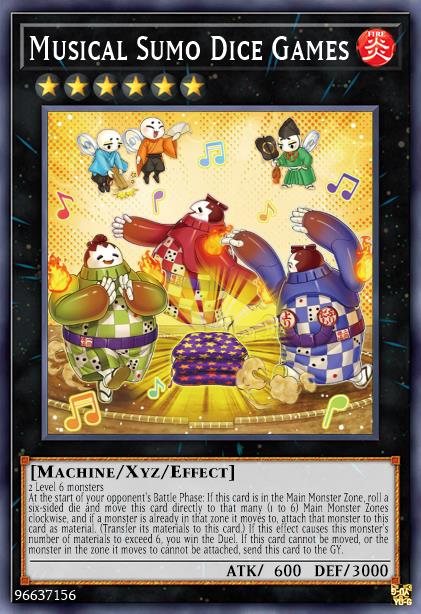 Musical Sumo Dice Games
FIRE
炎
[Machine/Xyz/Effect]
2 Level 6 monsters
At the start of your opponent's Battle Phase: If this card is in the Main Monster Zone, roll a
six-sided die and move this card directly to that many (1 to 6) Main Monster Zones
clockwise, and if a monster is already in that zone it moves to, attach that monster to this
card as material. (Transfer its materials to this card.) If this effect causes this monster's
number of materials to exceed 6, you win the Duel. If this card cannot be moved, or the
monster in the zone it moves to cannot be attached, send this card to the GY.
ATK/ 600 DEF/3000
96637156